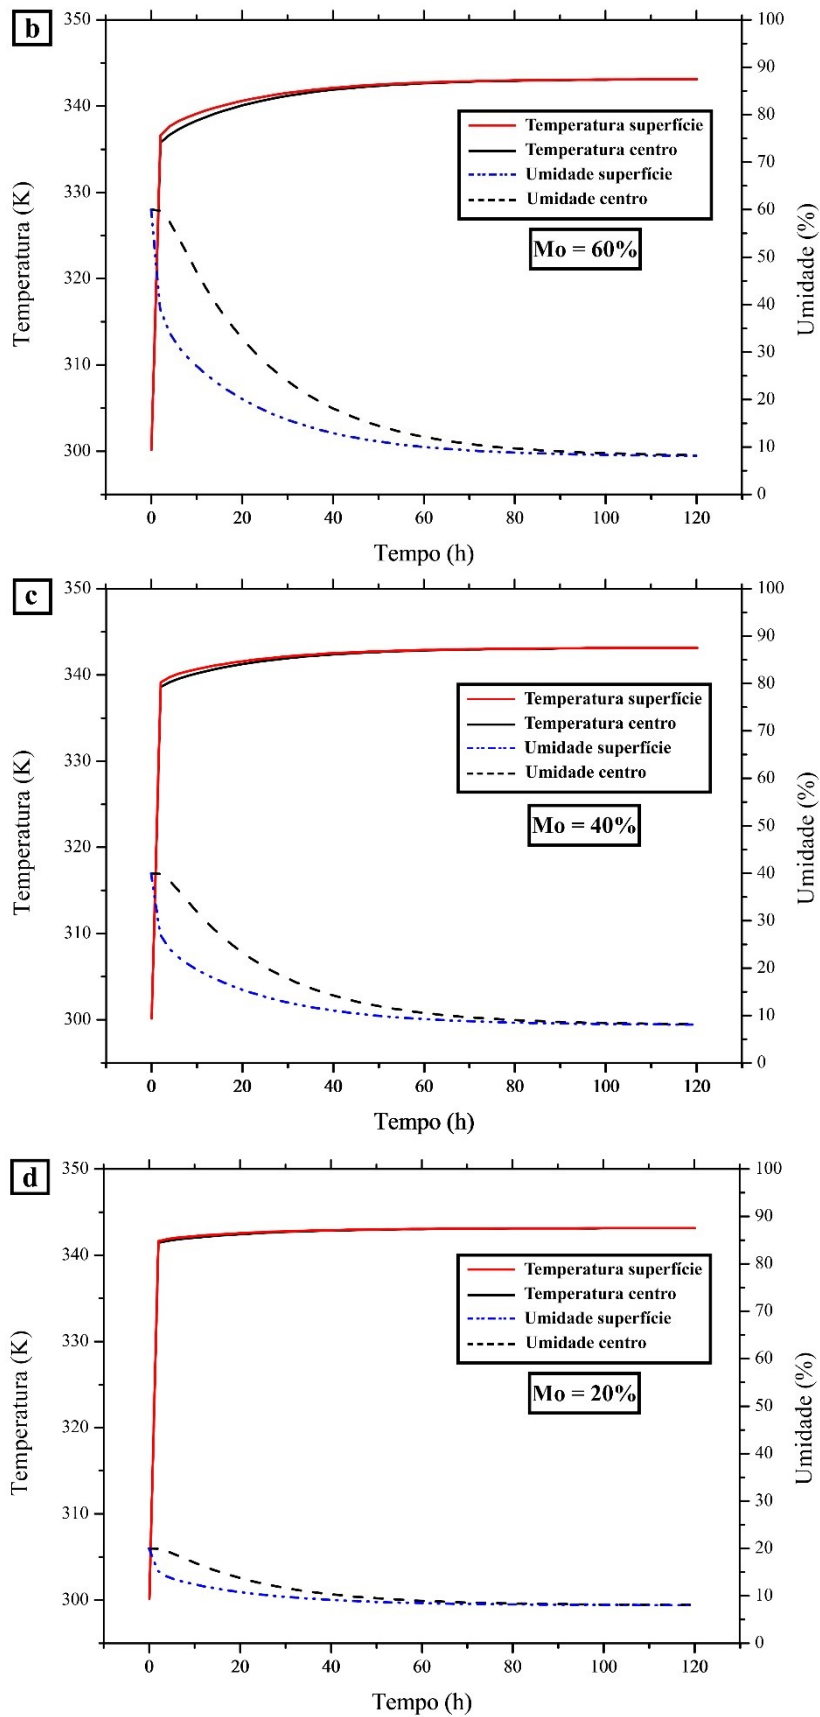 b
350
340
330
320
310
300
Temperatura (K)
100
90
80
70
60
50
40
30
20
10
0
Umidade (%)
Temperatura superfície
Temperatura centro
Umidade superfície
Umidade centro
Mo = 60%
0 20 40 60 80 100 120
Tempo (h)
c
350
340
330
320
310
300
Temperatura (K)
100
90
80
70
60
50
40
30
20
10
0
Umidade (%)
Temperatura superfície
Temperatura centro
Umidade superfície
Umidade centro
Mo = 40%
0 20 40 60 80 100 120
Tempo (h)
d
350
340
330
320
310
300
Temperatura (K)
100
90
80
70
60
50
40
30
20
10
0
Umidade (%)
Temperatura superfície
Temperatura centro
Umidade superfície
Umidade centro
Mo = 20%
0 20 40 60 80 100 120
Tempo (h)